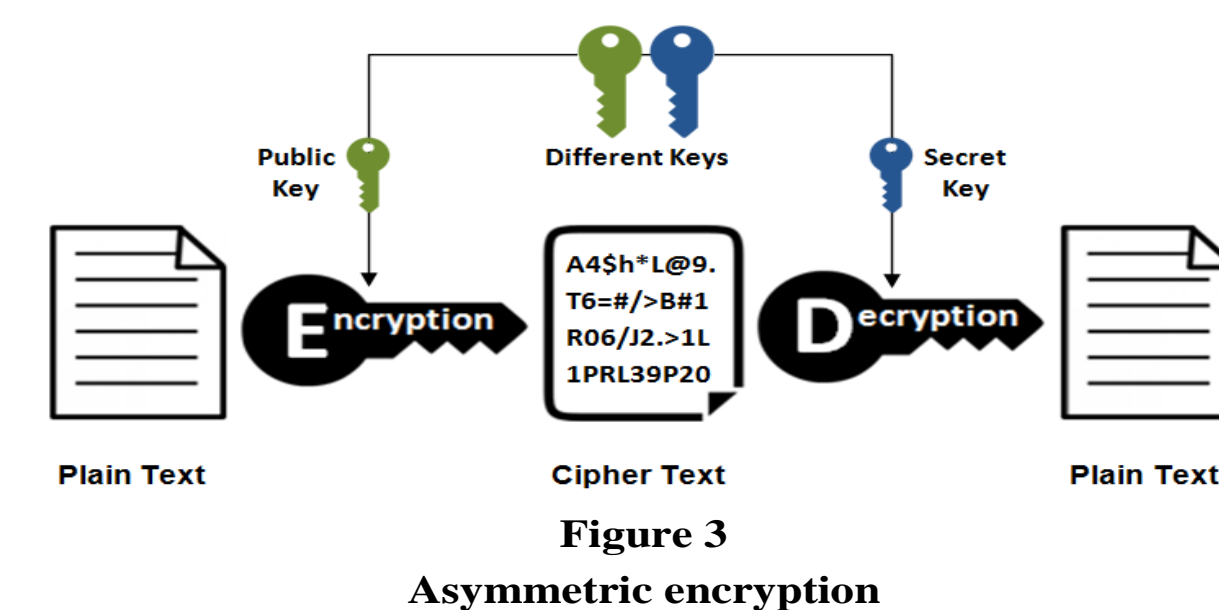 Public
Key
Different Keys
Secret
Key
Encryption
A4$h*L@9.
T6=#/>B#1
R06/J2.>1L
1PRL39P20
Decryption
Plain Text
Cipher Text
Plain Text
Figure 3
Asymmetric encryption